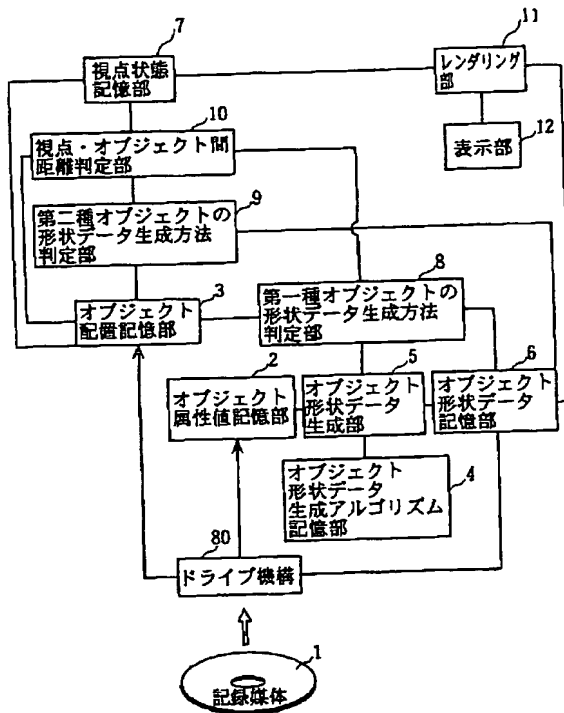 7
視点状態
記憶部
11
レンダリング
部
10
視点・オブジェクト間
距離判定部
12
表示部
9
第二種オブジェクトの
形状データ生成方法
判定部
8
第一種オブジェクトの
形状データ生成方法
判定部
3
オブジェクト
配置記憶部
2
オブジェクト
属性値記憶部
5
オブジェクト
形状データ
生成部
6
オブジェクト
形状データ
記憶部
4
オブジェクト
形状データ
生成アルゴリズム
記憶部
80
ドライブ機構
1
記録媒体